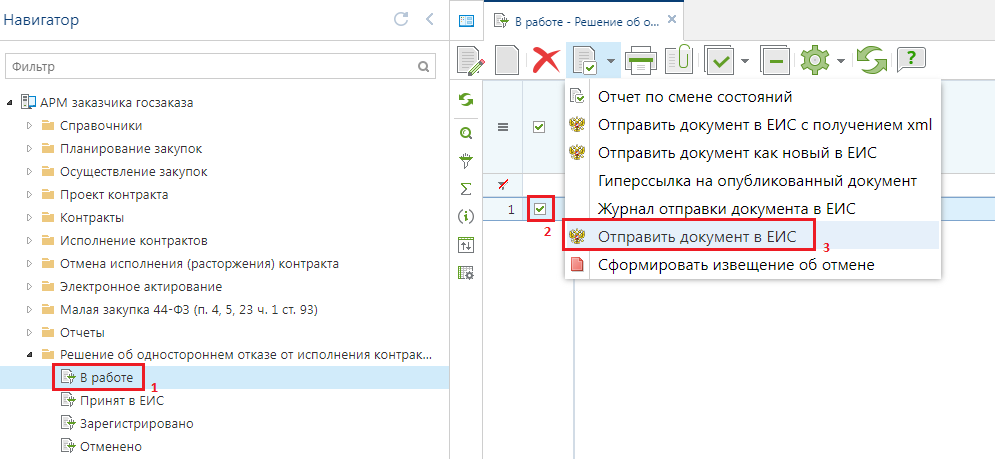 Навигатор
Фильтр
АРМ заказчика госзаказа
Справочники
Планирование закупок
Осуществление закупок
Проект контракта
Контракты
Исполнение контрактов
Отмена исполнения (расторжения) контракта
Электронное актирование
Малая закупка 44-ФЗ (п. 4, 5, 23 ч. 1 ст. 93)
Отчеты
Решение об одностороннем отказе от исполнения контрак...
В работе
1
Принят в ЕИС
Зарегистрировано
Отменено
В работе - Решение об о...
1
2
Отчет по смене состояний
Отправить документ в ЕИС с получением xml
Отправить документ как новый в ЕИС
Гиперссылка на опубликованный документ
Журнал отправки документа в ЕИС
Отправить документ в ЕИС
3
Сформировать извещение об отмене